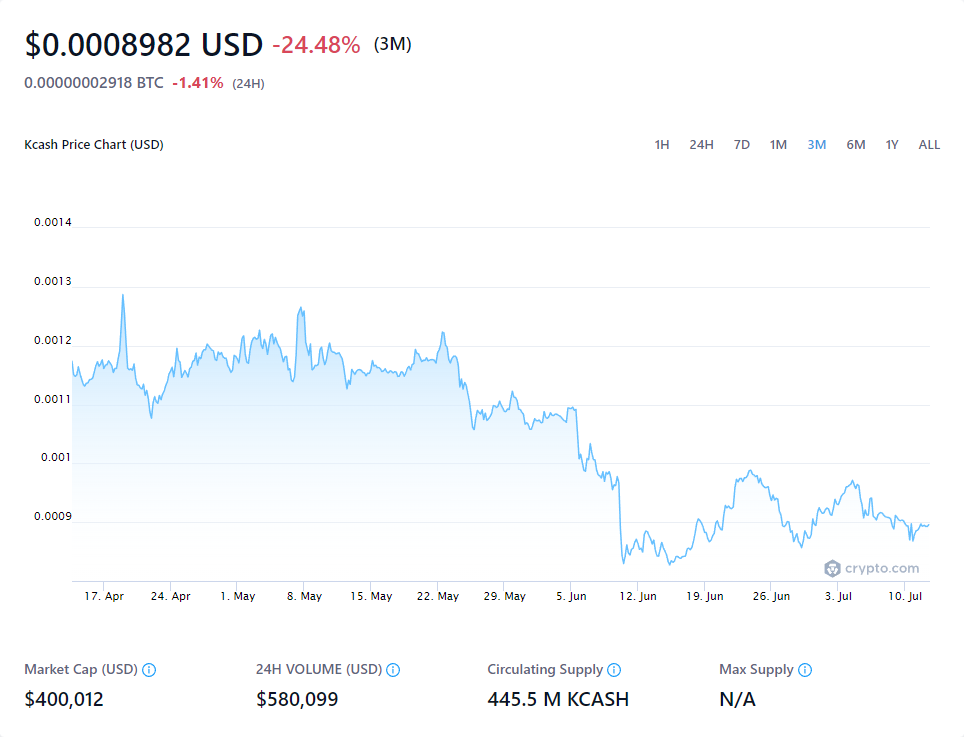 $0.0008982 USD -24.48% (3M)
0.00000002918 BTC -1.41% (24H)
Kcash Price Chart (USD) 1H 24H 7D 1M 3M 6M 1Y ALL
0.0014
0.0013
0.0012
0.0011
0.001
0.0009
crypto.com
17. Apr 24. Apr 1. May 8. May 15. May 22. May 29. May 5. Jun 12. Jun 19. Jun 26. Jun 3. Jul 10. Jul
Market Cap (USD) 24H VOLUME (USD) Circulating Supply Max Supply
$400,012 $580,099 445.5 M KCASH N/A